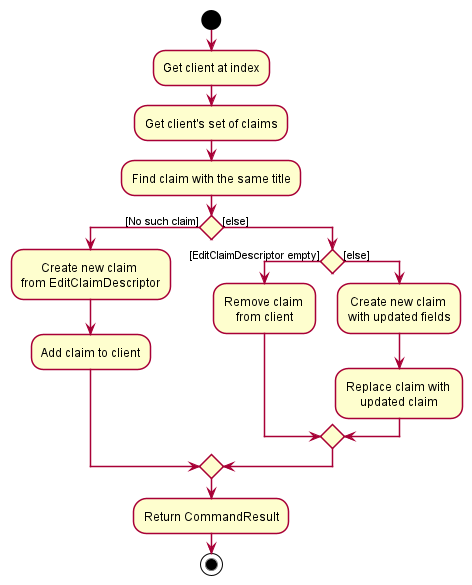 Get client at index
Get client's set of claims
Find claim with the same title
[No such claim]
[else]
Create new claim
from EditClaimDescriptor
Add claim to client
[EditClaimDescriptor empty]
[else]
Remove claim
from client
Create new claim
with updated fields
Replace claim with
updated claim
Return CommandResult